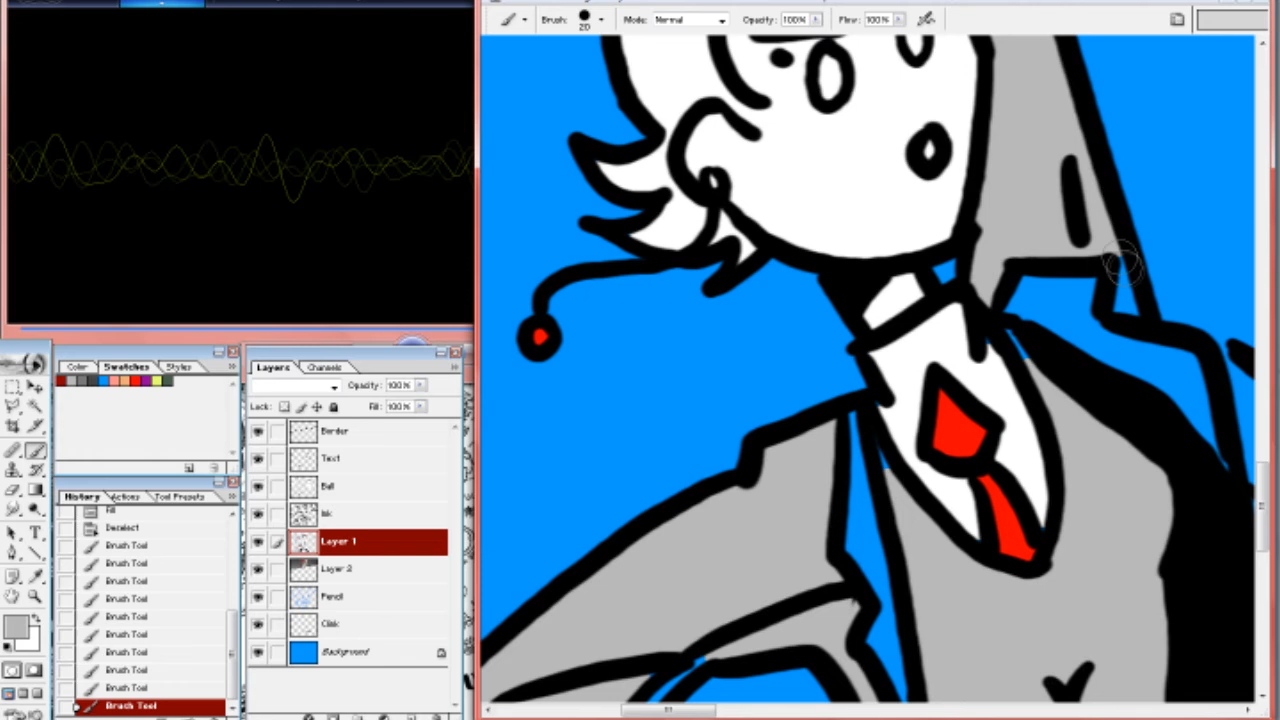 Brush: 20 Mode: Normal Opacity: 100% Flow: 100%
Color Swatches Styles
Layers Channels
Opacity: 100%
Lock: Fill: 100%
Border
Text
Ball
Ink
Layer 1
Layer 2
Pencil
Background
History Actions Tool Presets
Fill
Deselect
Brush Tool
Brush Tool
Brush Tool
Brush Tool
Brush Tool
Brush Tool
Brush Tool
Brush Tool
Brush Tool
Brush Tool